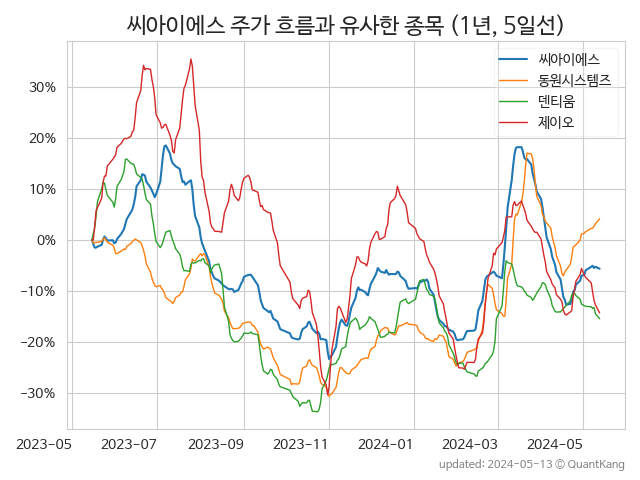 씨아이에스 주가 흐름과 유사한 종목 (1년, 5일선)
씨아이에스
동원시스템즈
덴티움
제이오
30%
20%
10%
0%
-10%
-20%
-30%
2023-05 2023-07 2023-09 2023-11 2024-01 2024-03 2024-05
updated: 2024-05-13 © QuantKang